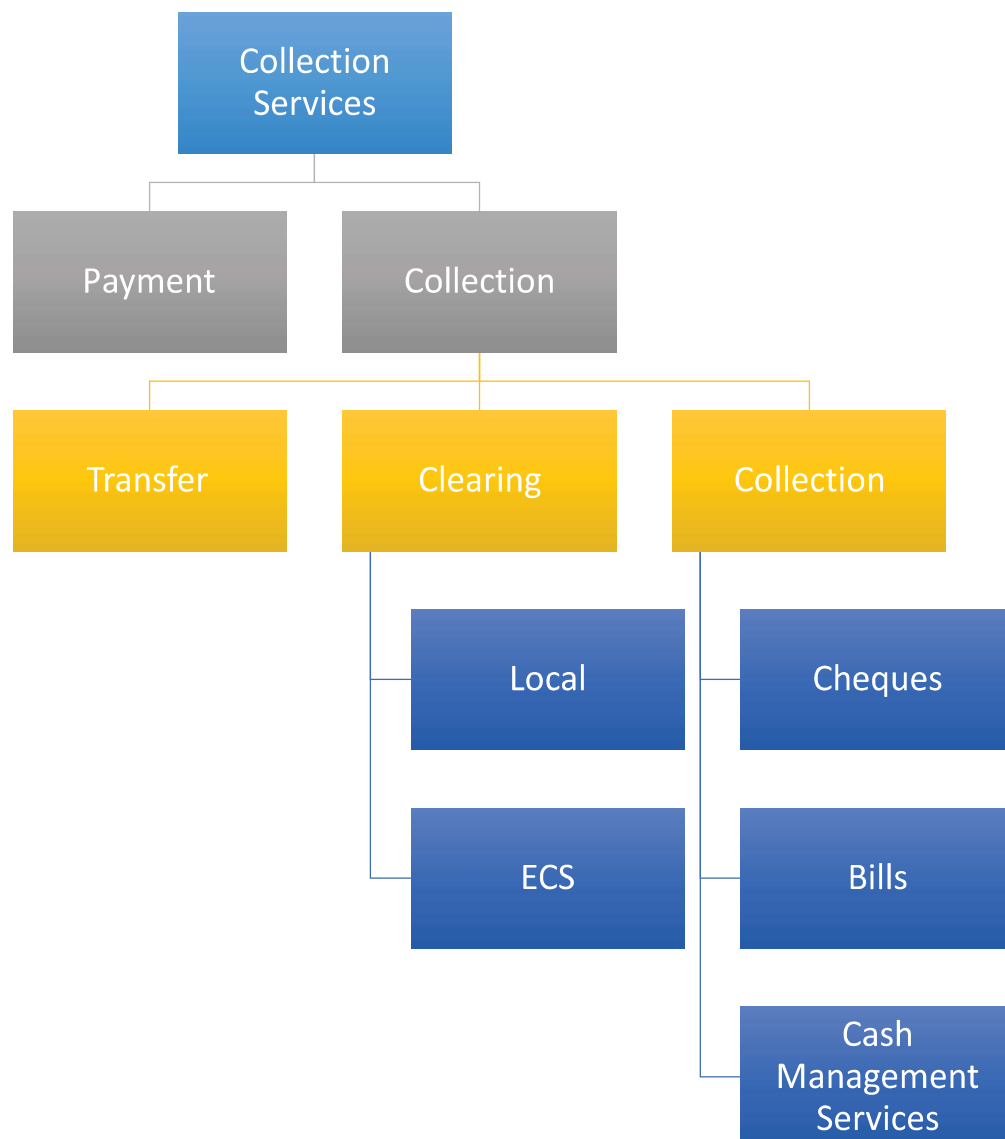 Collection
Services
Payment
Collection
Transfer
Clearing
Collection
Local
Cheques
ECS
Bills
Cash
Management
Services